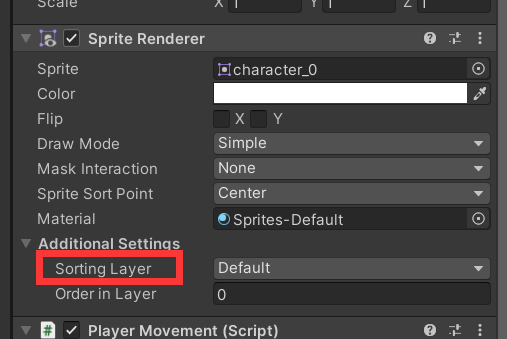 Scale X 1 Y 1 Z 1
Sprite Renderer
Sprite character_0
Color
Flip X Y
Draw Mode Simple
Mask Interaction None
Sprite Sort Point Center
Material Sprites-Default
Additional Settings
Sorting Layer Default
Order in Layer 0
# Player Movement (Script)